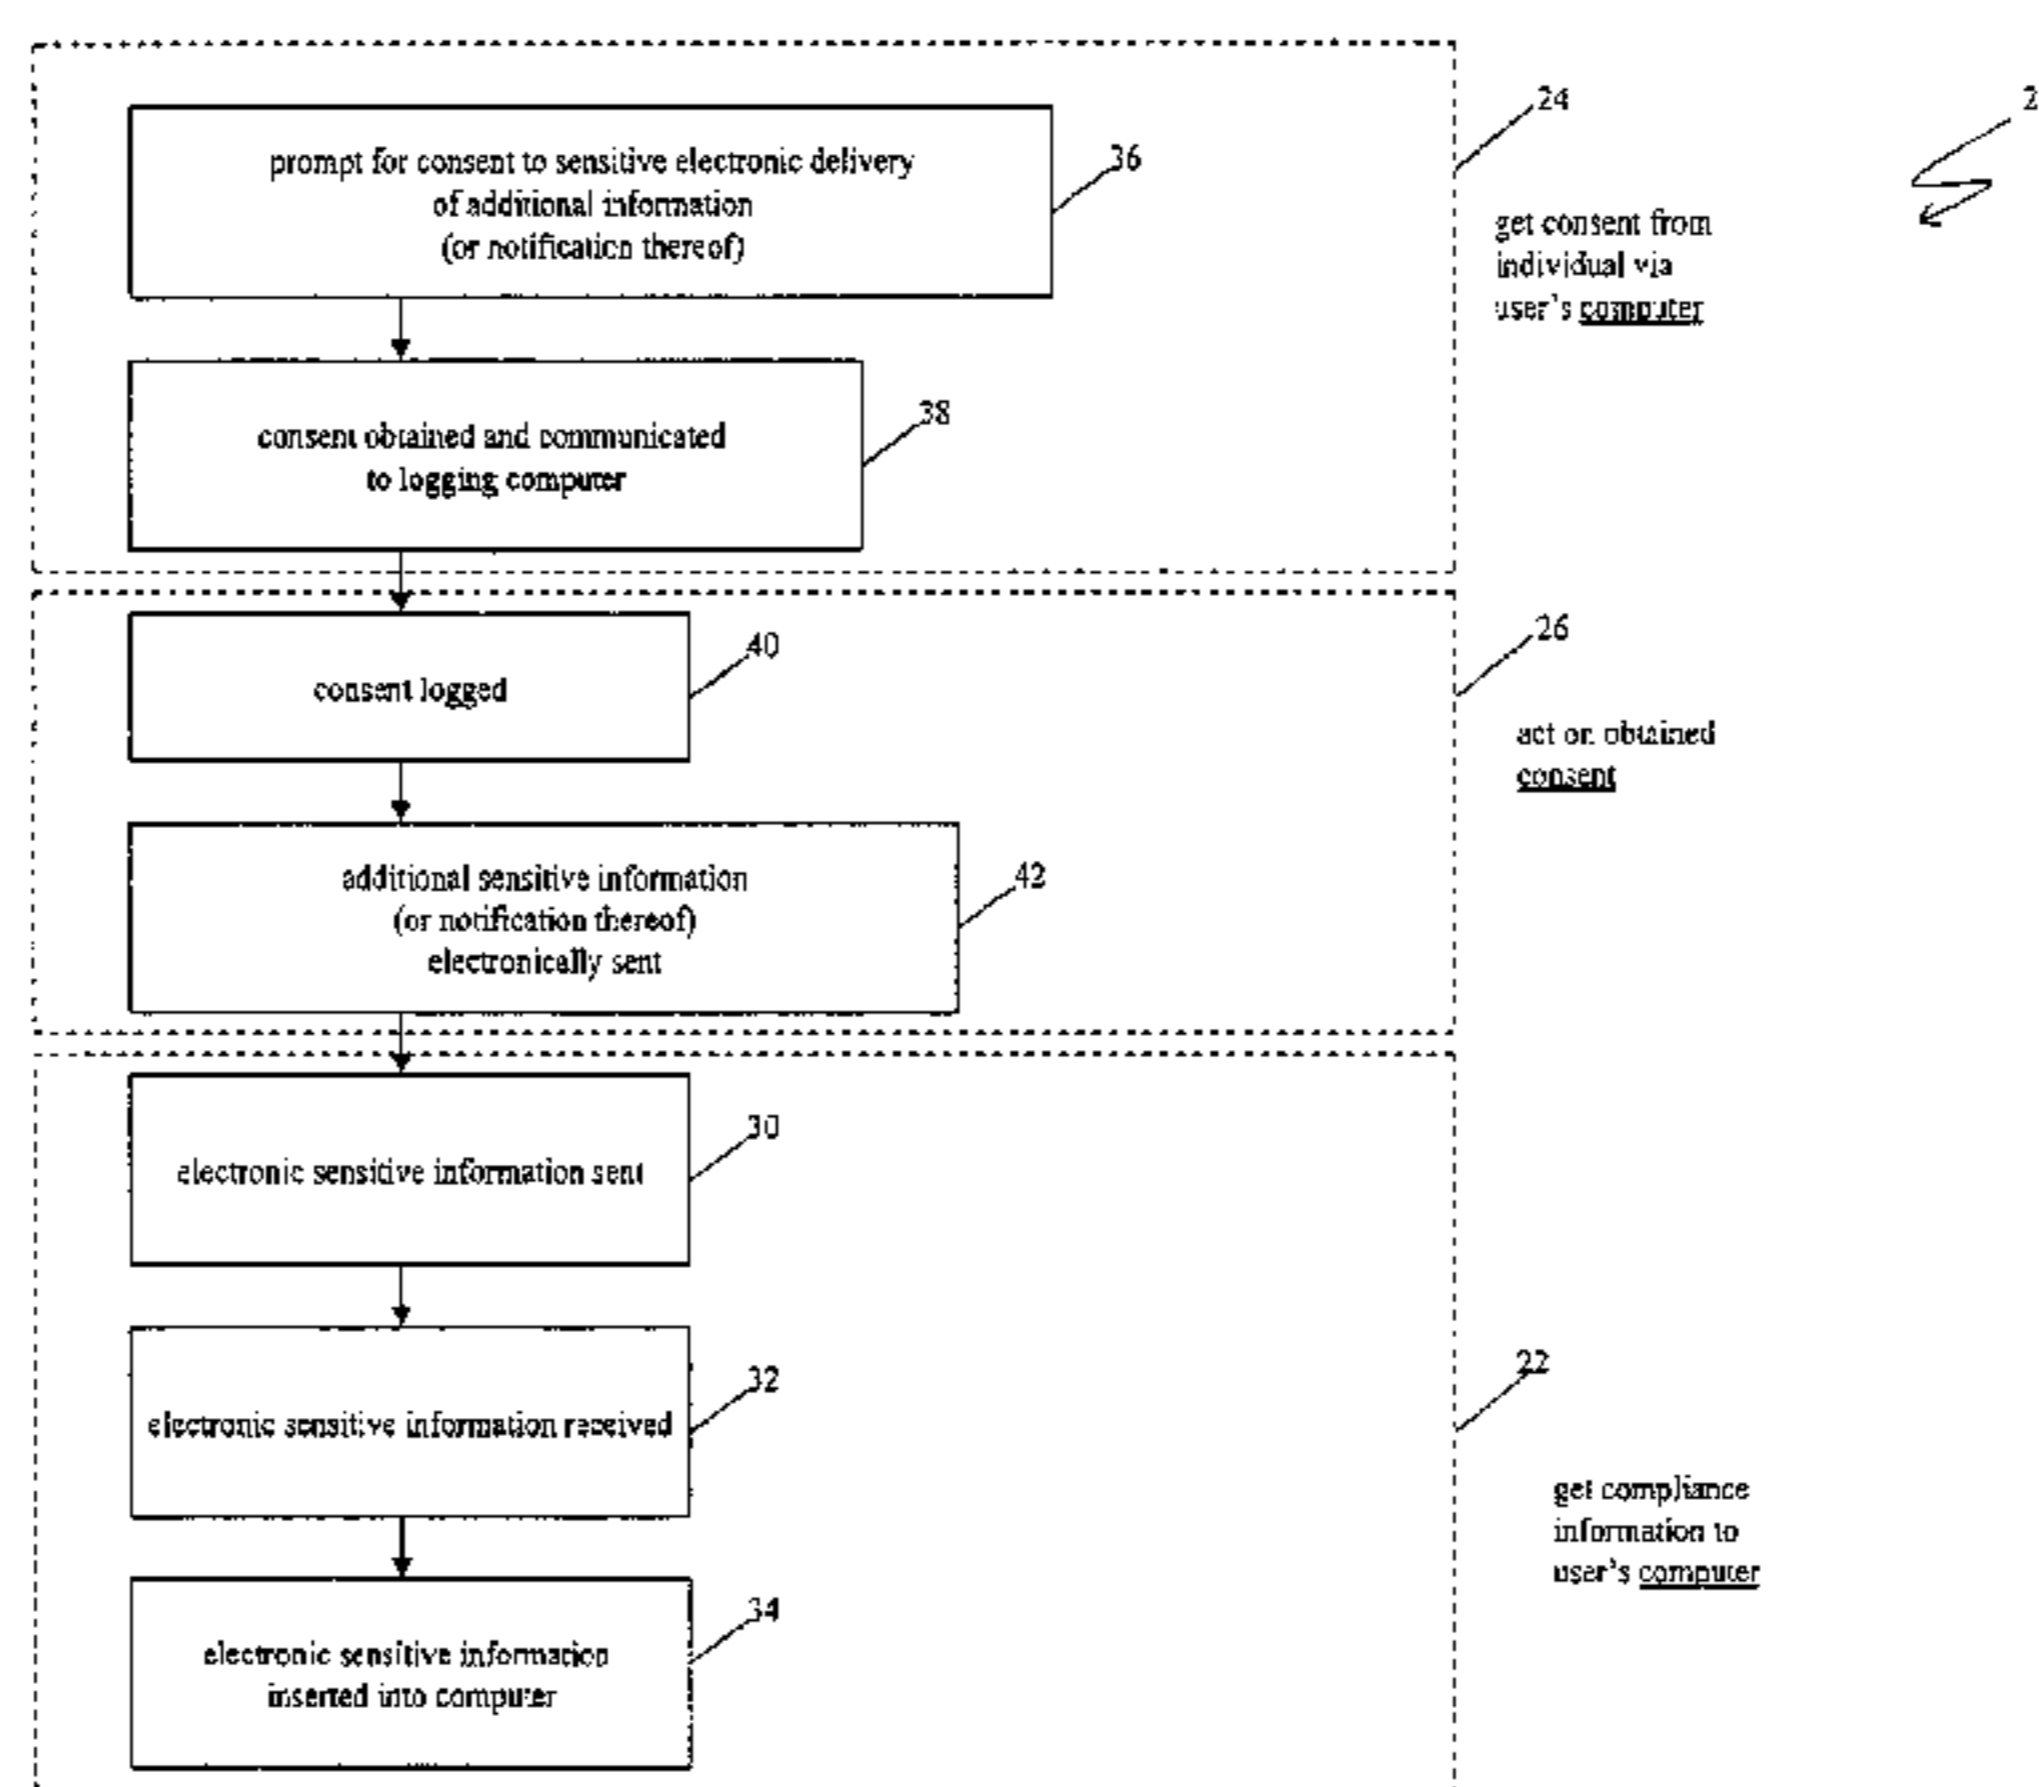 prompt for consent to sensitive electronic delivery
of additional information
(or notification thereof)
36
24
2
get consent from
individual via
user's computer
consent obtained and communicated
to logging computer
38
consent logged
40
26
act on obtained
consent
additional sensitive information
(or notification thereof)
electronically sent
42
electronic sensitive information sent
30
electronic sensitive information received
32
22
get compliance
information to
user's computer
electronic sensitive information
inserted into computer
34